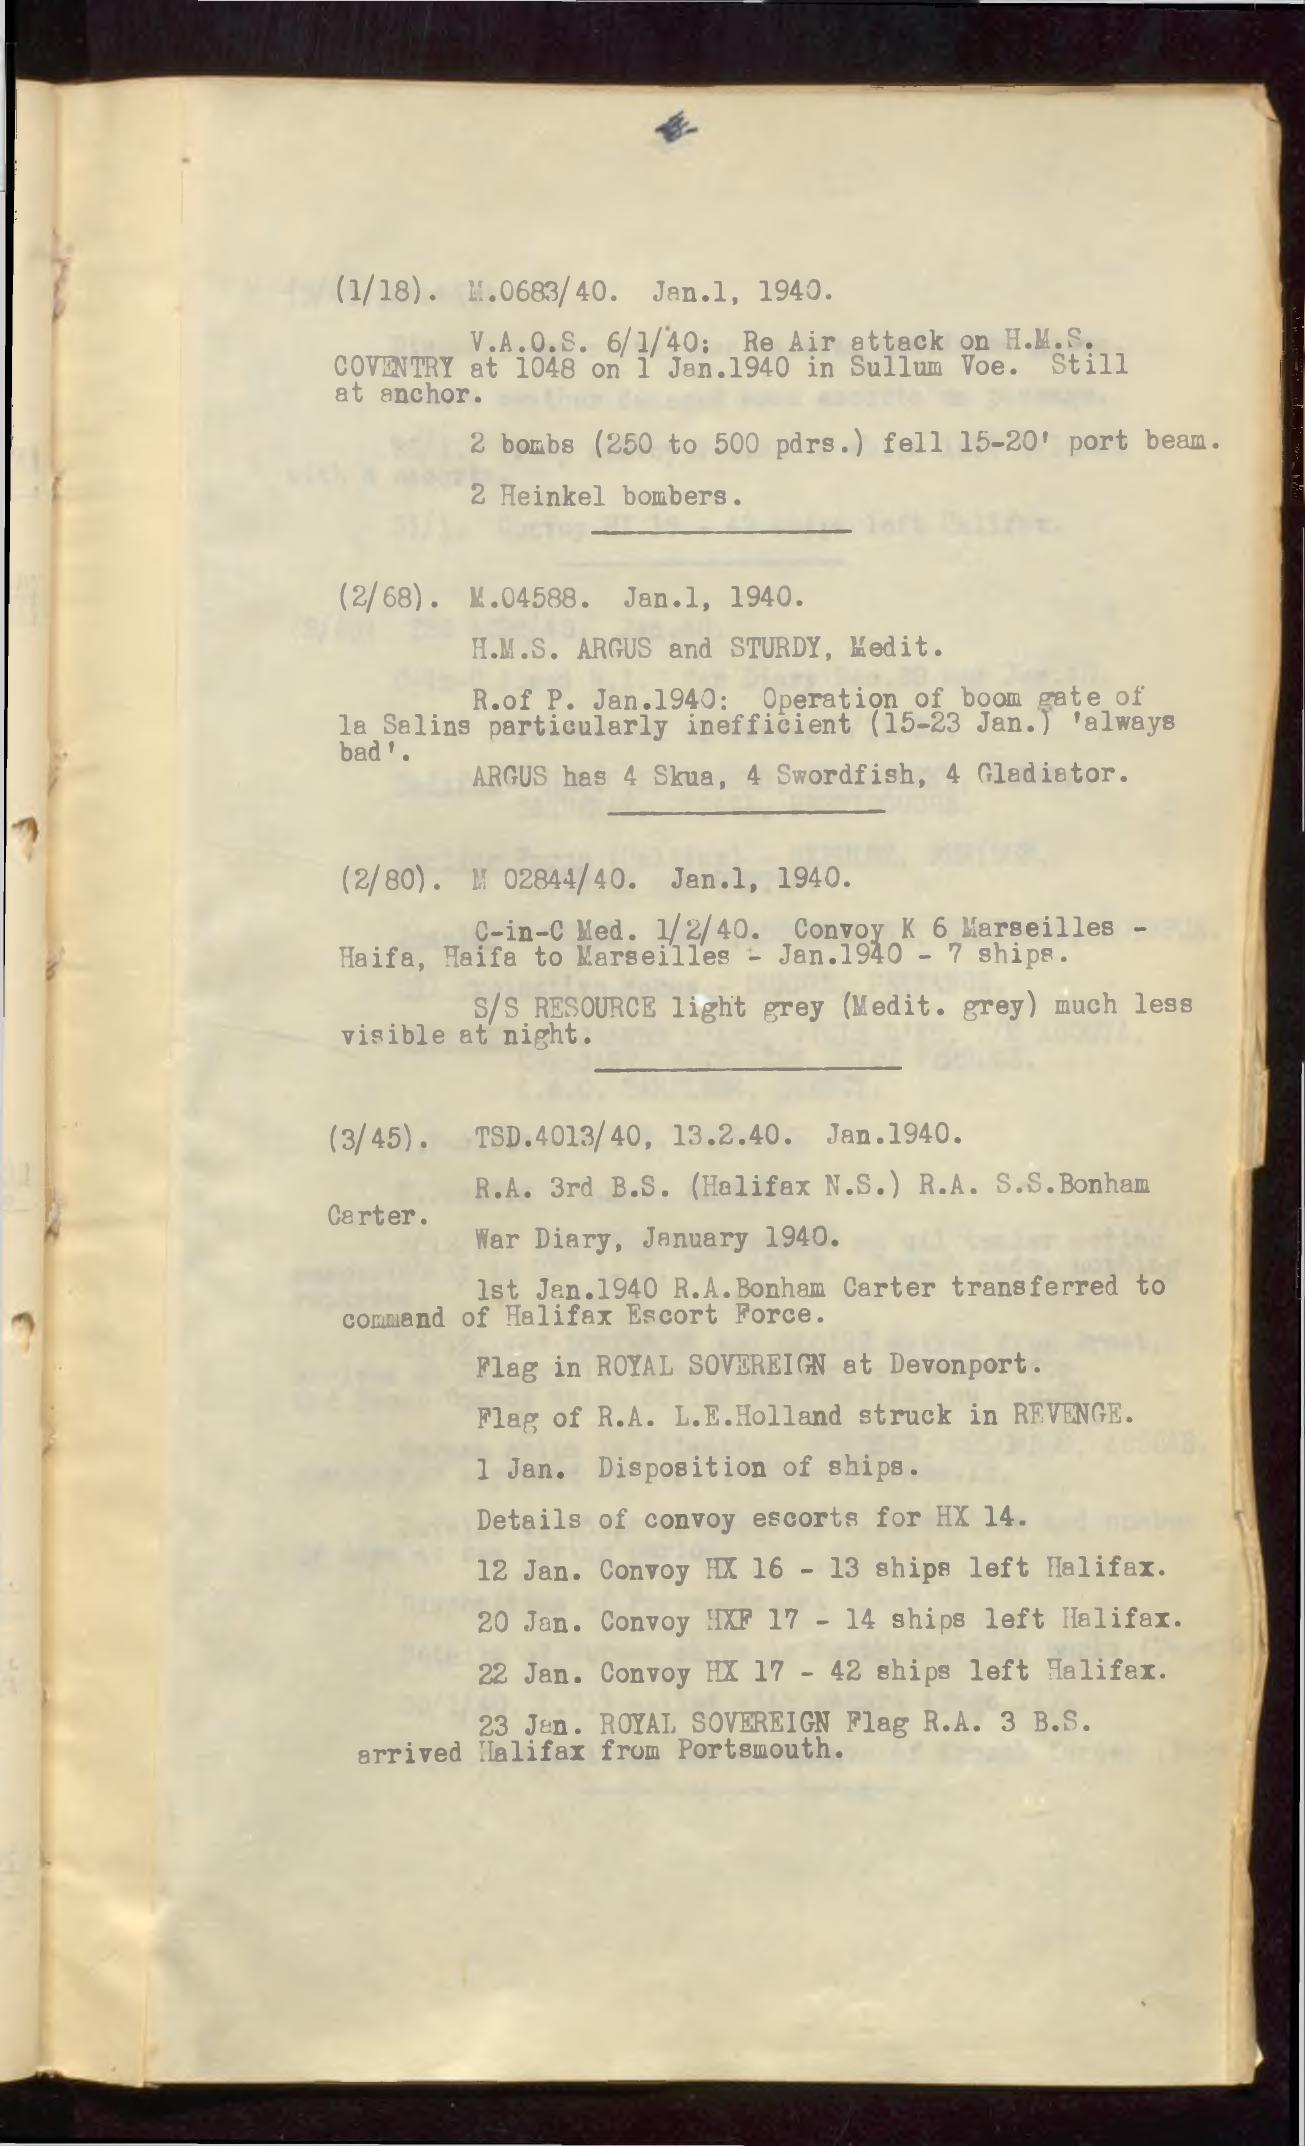 (1/18). M.0683/40. Jan.1, 1940.
V.A.O.S. 6/1/40; Re Air attack on H.M.S.
COVENTRY at 1048 on 1 Jan.1940 in Sullum Voe. Still
at anchor.
2 bombs (250 to 500 pdrs.) fell 15-20' port beam.
2 Heinkel bombers.
(2/68). M.04588. Jan.1, 1940.
H.M.S. ARGUS and STURDY, Medit.
R.of P. Jan.1940: Operation of boom gate of
la Salins particularly inefficient (15-23 Jan.) 'always
bad'.
ARGUS has 4 Skua, 4 Swordfish, 4 Gladiator.
(2/80). M 02844/40. Jan.1, 1940.
C-in-C Med. 1/2/40. Convoy K 6 Marseilles -
Haifa, Haifa to Marseilles - Jan.1940 - 7 ships.
S/S RESOURCE light grey (Medit. grey) much less
visible at night.
(3/45). TSD.4013/40, 13.2.40. Jan.1940.
R.A. 3rd B.S. (Halifax N.S.) R.A. S.S.Bonham
Carter.
War Diary, January 1940.
1st Jan.1940 R.A.Bonham Carter transferred to
command of Halifax Escort Force.
Flag in ROYAL SOVEREIGN at Devonport.
Flag of R.A. L.E.Holland struck in REVENGE.
1 Jan. Disposition of ships.
Details of convoy escorts for HX 14.
12 Jan. Convoy HX 16 - 13 ships left Halifax.
20 Jan. Convoy HXF 17 - 14 ships left Halifax.
22 Jan. Convoy HX 17 - 42 ships left Halifax.
23 Jan. ROYAL SOVEREIGN Flag R.A. 3 B.S.
arrived Halifax from Portsmouth.